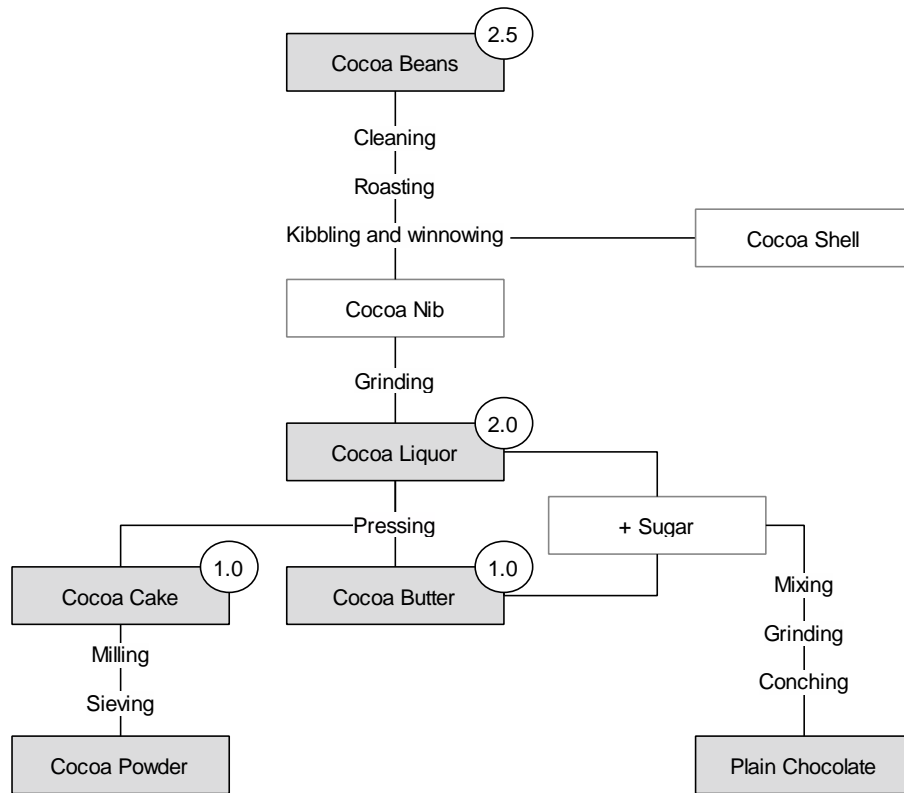 2.5
Cocoa Beans
Cleaning
Roasting
Kibbling and winnowing
Cocoa Shell
Cocoa Nib
Grinding
2.0
Cocoa Liquor
+ Sugar
Pressing
1.0
Cocoa Cake
1.0
Cocoa Butter
Mixing
Grinding
Conching
Milling
Sieving
Cocoa Powder
Plain Chocolate